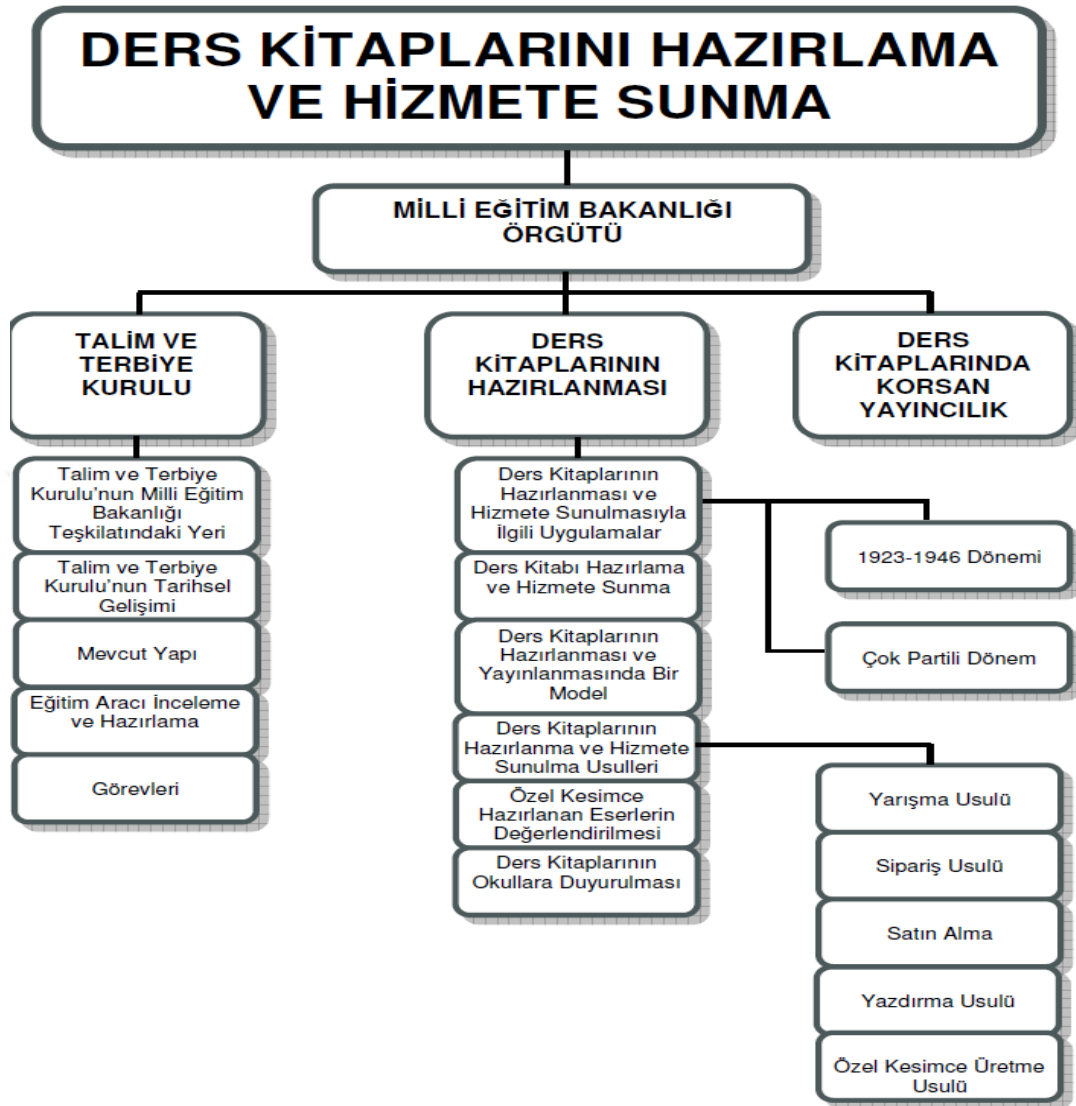 DERS KİTAPLARINI HAZIRLAMA
VE HİZMETE SUNMA
MİLLİ EĞİTİM BAKANLIĞI
ÖRGÜTÜ
TALİM VE
TERBİYE
KURULU
Talim ve Terbiye
Kurulu'nun Milli Eğitim
Bakanlığı
Teşkilatındaki Yeri
Talim ve Terbiye
Kurulu'nun Tarihsel
Gelişimi
Mevcut Yapı
Eğitim Aracı İnceleme
ve Hazırlama
Görevleri
DERS
KİTAPLARININ
HAZIRLANMASI
Ders Kitaplarının
Hazırlanması ve
Hizmete Sunulmasıyla
İlgili Uygulamalar
Ders Kitabı Hazırlama
ve Hizmete Sunma
Ders Kitaplarının
Hazırlanması ve
Yayınlanmasında Bir
Model
Ders Kitaplarının
Hazırlanma ve Hizmete
Sunulma Usulleri
Özel Kesimce
Hazırlanan Eserlerin
Değerlendirilmesi
Ders Kitaplarının
Okullara Duyurulması
DERS
KİTAPLARINDA
KORSAN
YAYINCILIK
1923-1946 Dönemi
Çok Partili Dönem
Yarışma Usulü
Sipariş Usulü
Satın Alma
Yazdırma Usulü
Özel Kesimce Üretme
Usulü